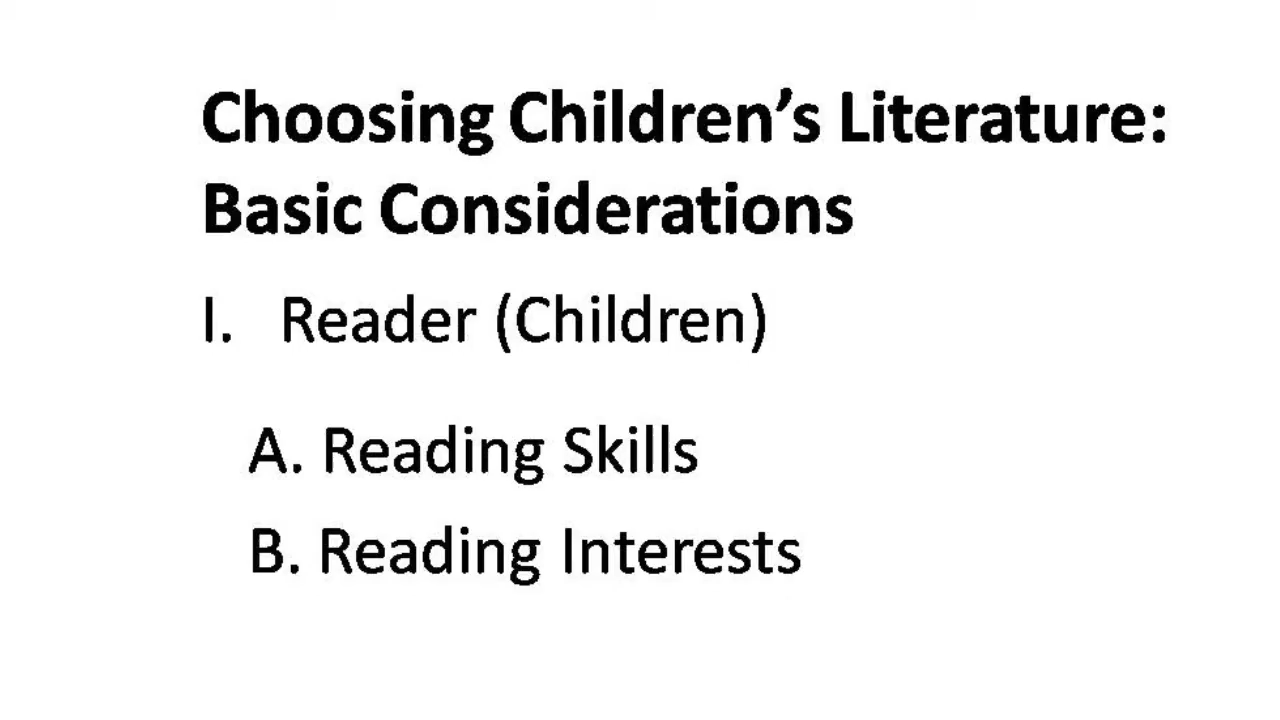 Choosing Children’s Literature:
Basic Considerations
I. Reader (Children)
A. Reading Skills
B. Reading Interests